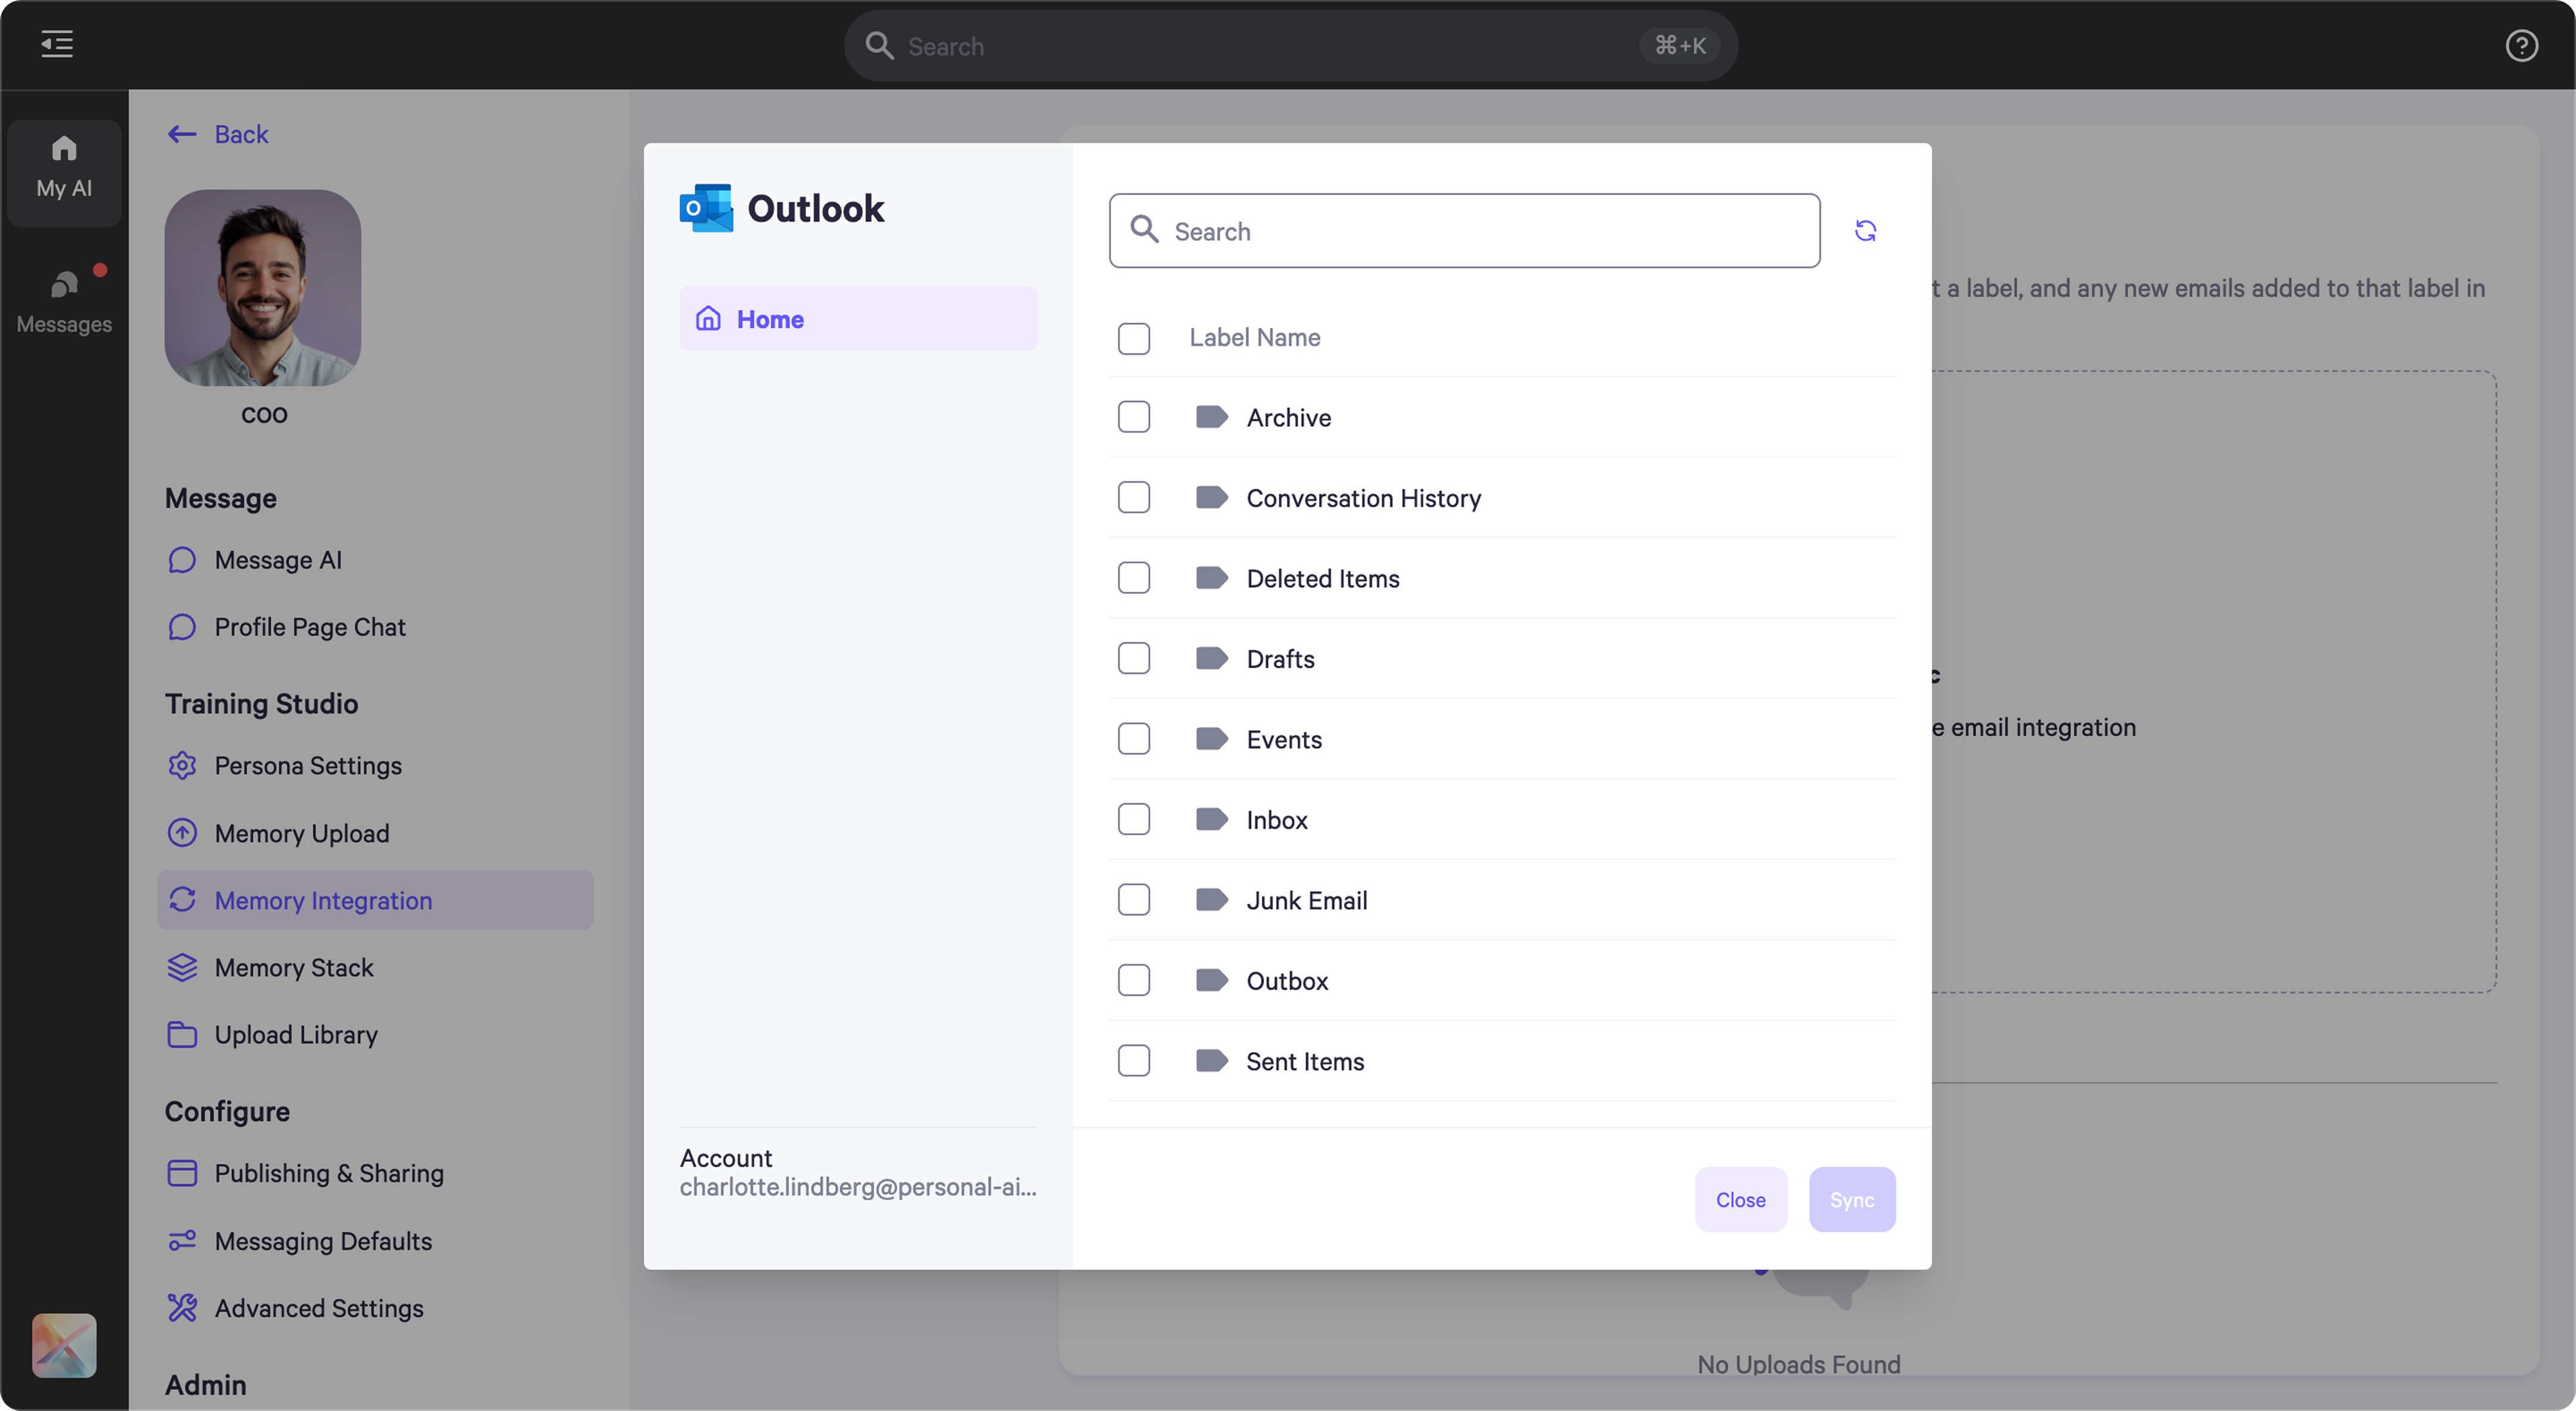 Search
⌘+K
My AI
Messages
Back
COO
Message
Message AI
Profile Page Chat
Training Studio
Persona Settings
Memory Upload
Memory Integration
Memory Stack
Upload Library
Configure
Publishing & Sharing
Messaging Defaults
Advanced Settings
Admin
Outlook
Home
Account
charlotte.lindberg@personal-ai...
Search
Label Name
Archive
Conversation History
Deleted Items
Drafts
Events
Inbox
Junk Email
Outbox
Sent Items
Close
Sync
t a label, and any new emails added to that label in
c
e email integration
No Uploads Found